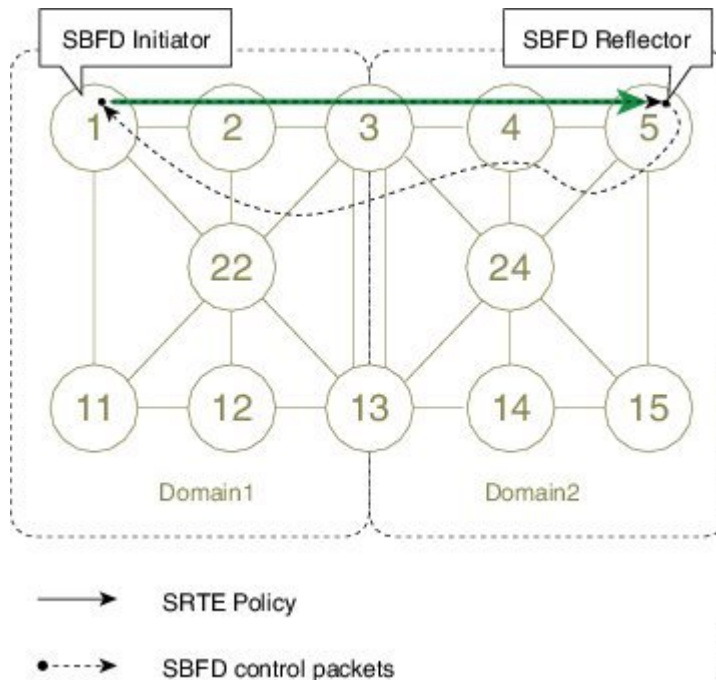 SBFD Initiator
SBFD Reflector
1
2
3
4
5
22
24
11
12
13
14
15
Domain1
Domain2
SRTE Policy
SBFD control packets